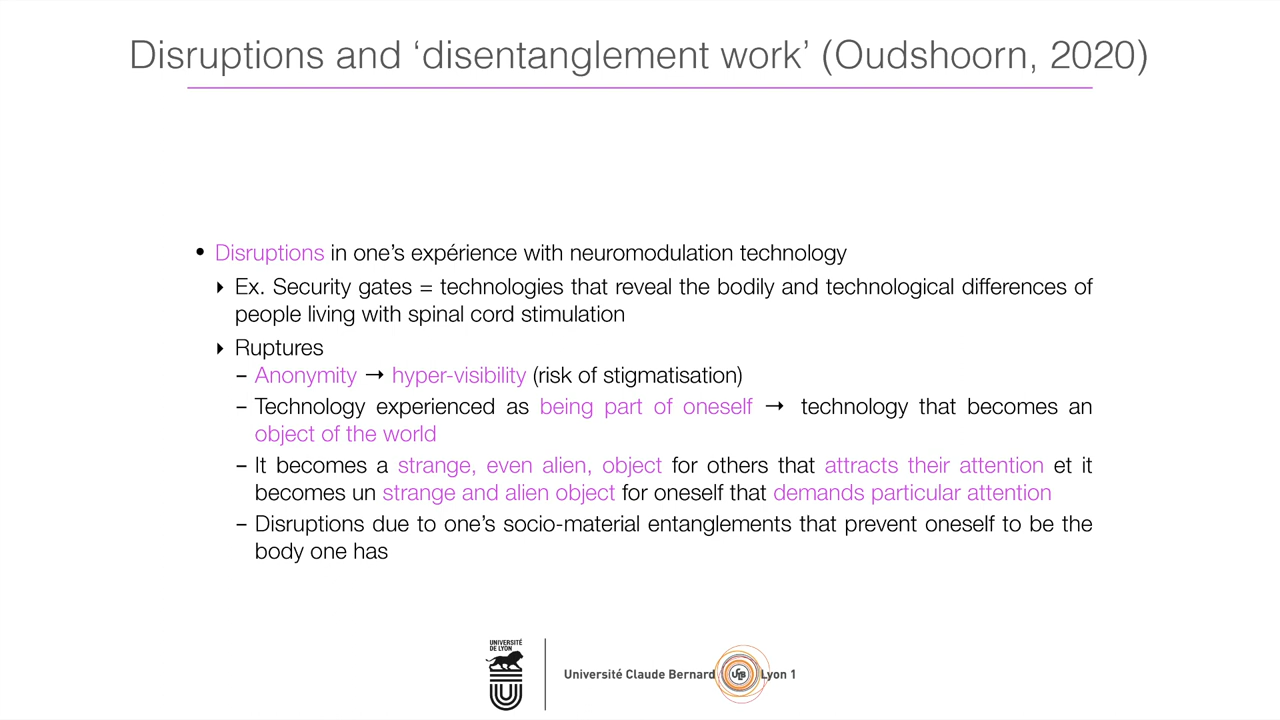 Disruptions and ‘disentanglement work’ (Oudshoorn, 2020)
• Disruptions in one’s expérience with neuromodulation technology
‣ Ex. Security gates = technologies that reveal the bodily and technological differences of
people living with spinal cord stimulation
‣ Ruptures
– Anonymity → hyper-visibility (risk of stigmatisation)
– Technology experienced as being part of oneself → technology that becomes an
object of the world
– It becomes a strange, even alien, object for others that attracts their attention et it
becomes un strange and alien object for oneself that demands particular attention
– Disruptions due to one’s socio-material entanglements that prevent oneself to be the
body one has
UNIVERSITÉ
DE LYON
Université Claude Bernard Lyon 1
UCBL